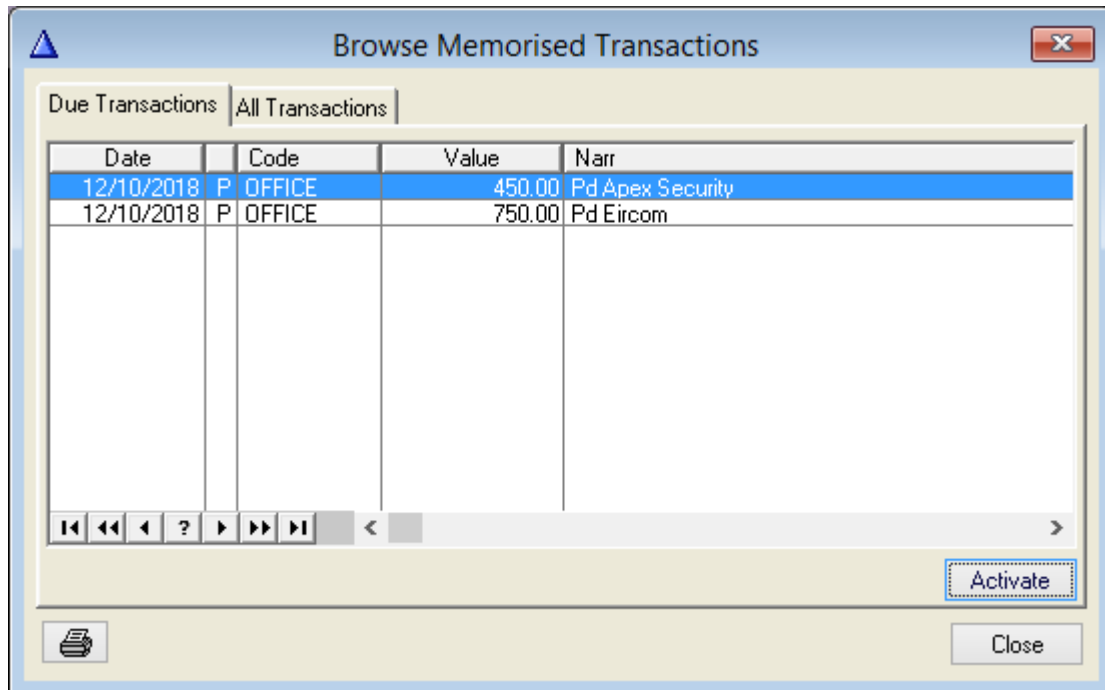 Browse Memorised Transactions
Due Transactions All Transactions
Date Code Value Narr
12/10/2018 P OFFICE 450.00 Pd Apex Security
12/10/2018 P OFFICE 750.00 Pd Eircom
?
Activate
Close